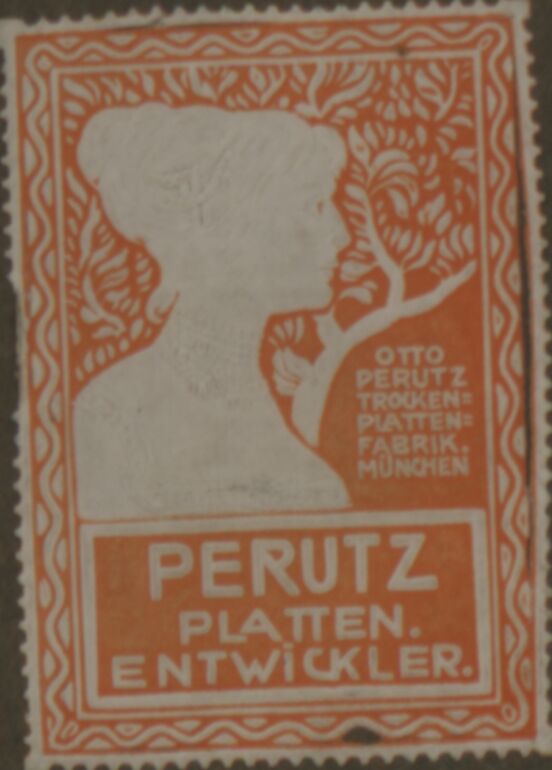 OTTO
PERUTZ
TROCKEN=
PLATTEN=
FABRIK.
MÜNCHEN
PERUTZ
PLATTEN.
ENTWiCKLER.